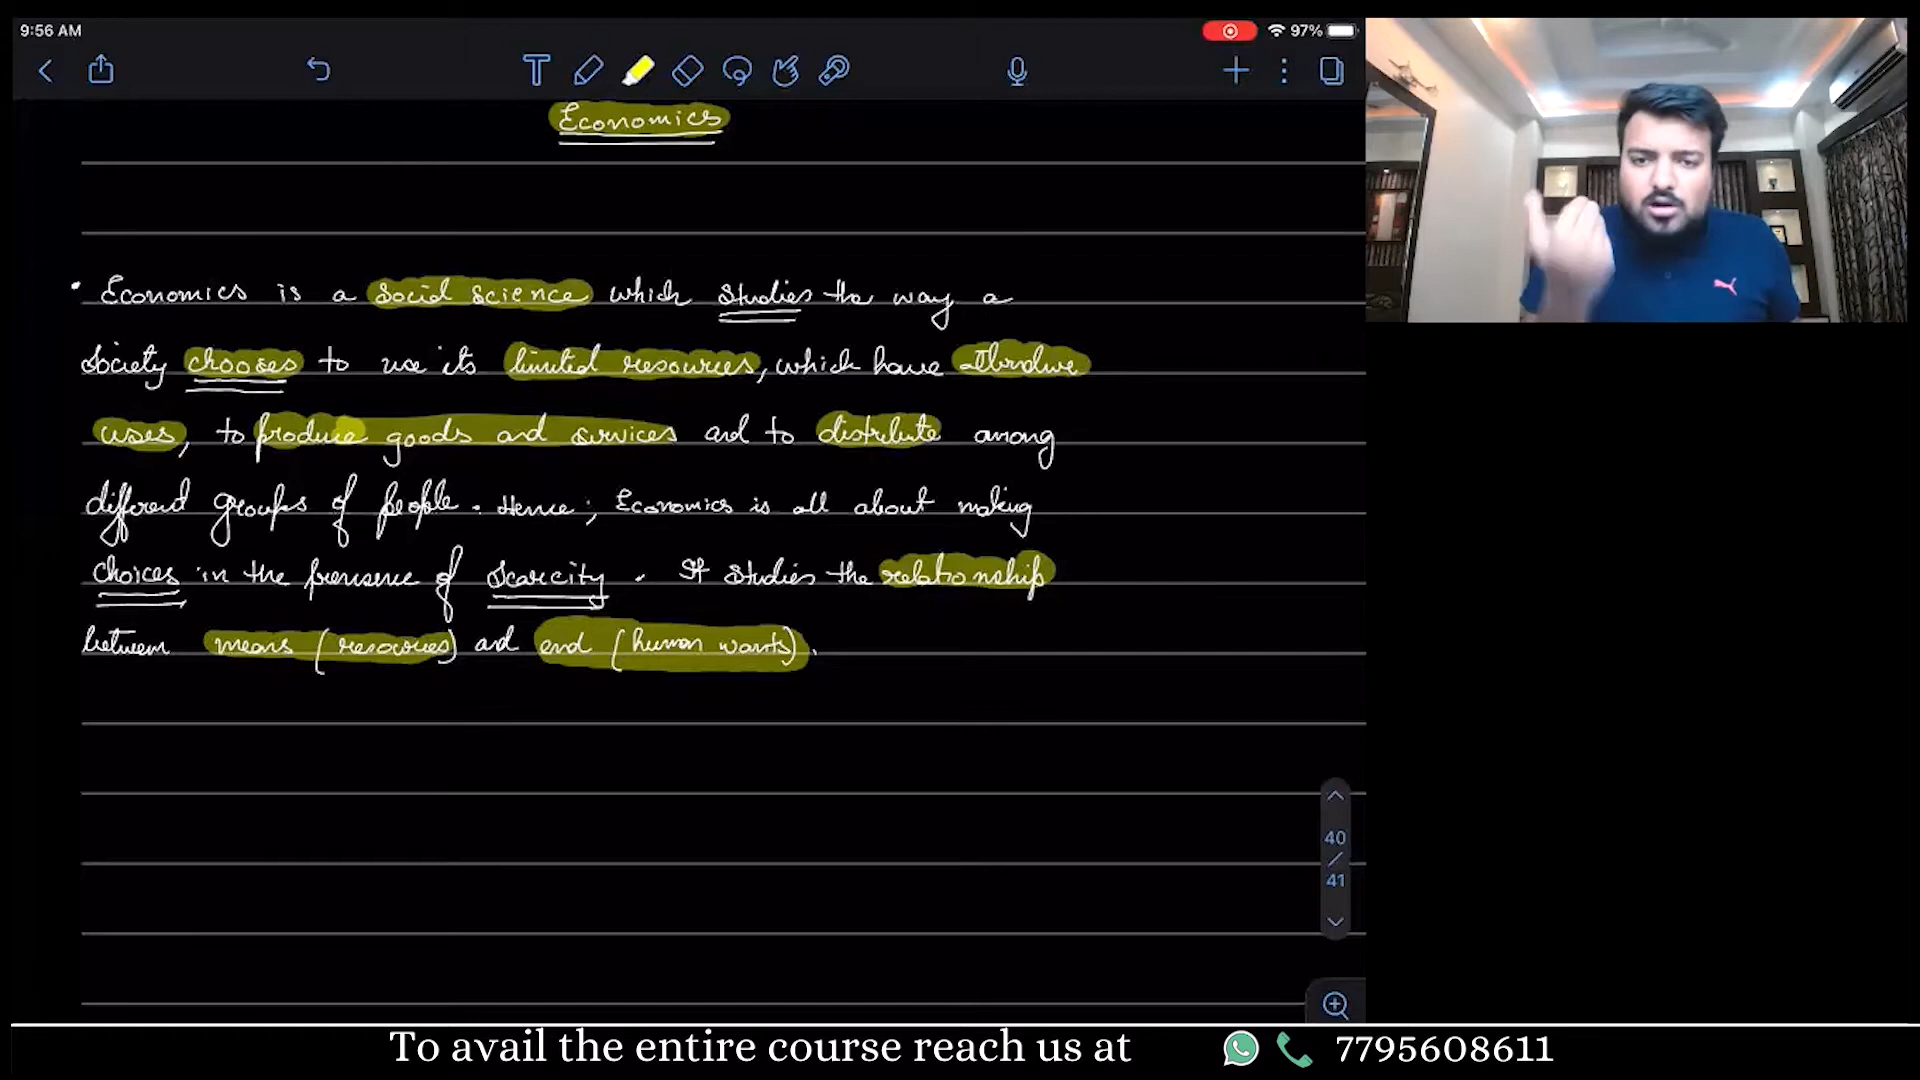 9:56 AM
97%
Economics
• Economics is a social science which studies the way a
society chooses to use its limited resources, which have alternative
uses, to produce goods and services and to distribute among
different groups of people. Hence; Economics is all about making
choices in the presense of scarcity. It studies the relationship
between means (resources) and end (human wants).
40
/
41
To avail the entire course reach us at 7795608611